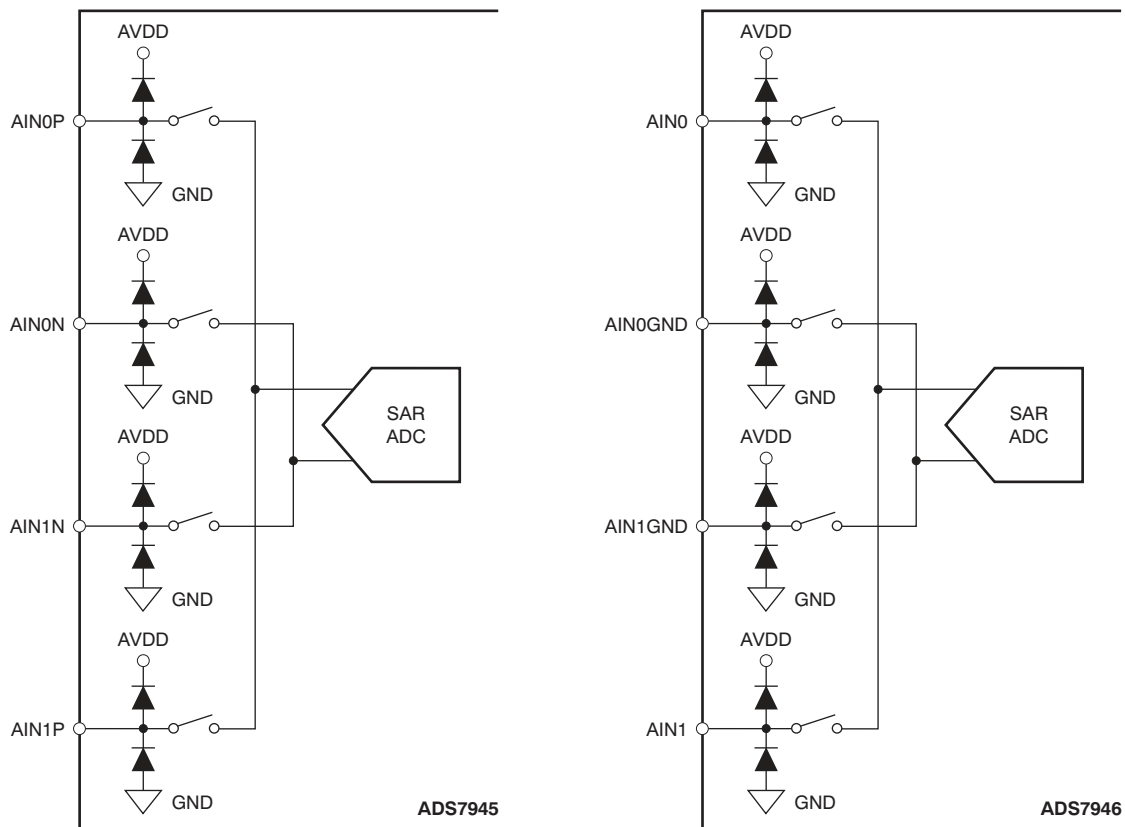 AVDD
AIN0P
GND
AVDD
AIN0N
GND
SAR
ADC
AVDD
AIN1N
GND
AVDD
AIN1P
GND
ADS7945
AVDD
AIN0
GND
AVDD
AIN0GND
GND
SAR
ADC
AVDD
AIN1GND
GND
AVDD
AIN1
GND
ADS7946